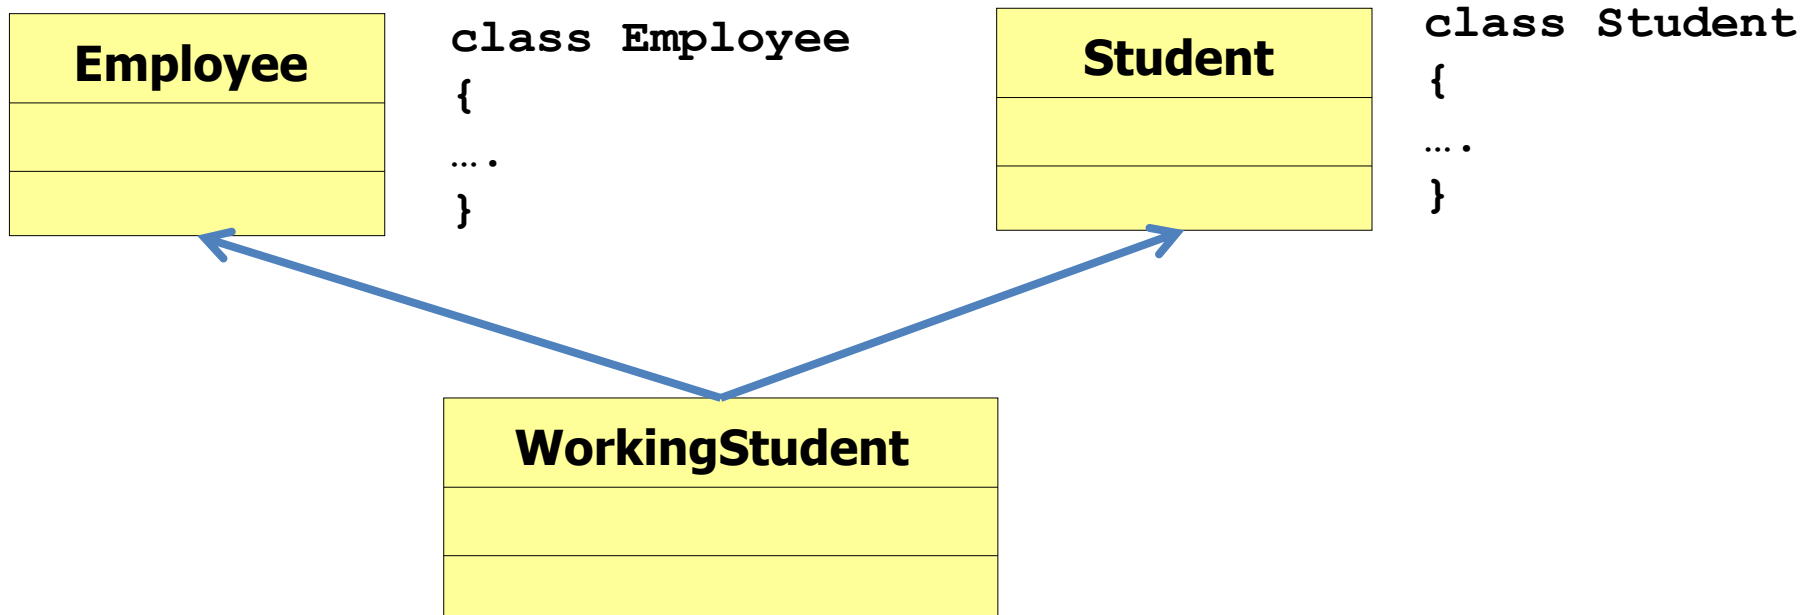 Employee
class Employee
{
….
}
Student
class Student
{
….
}
WorkingStudent